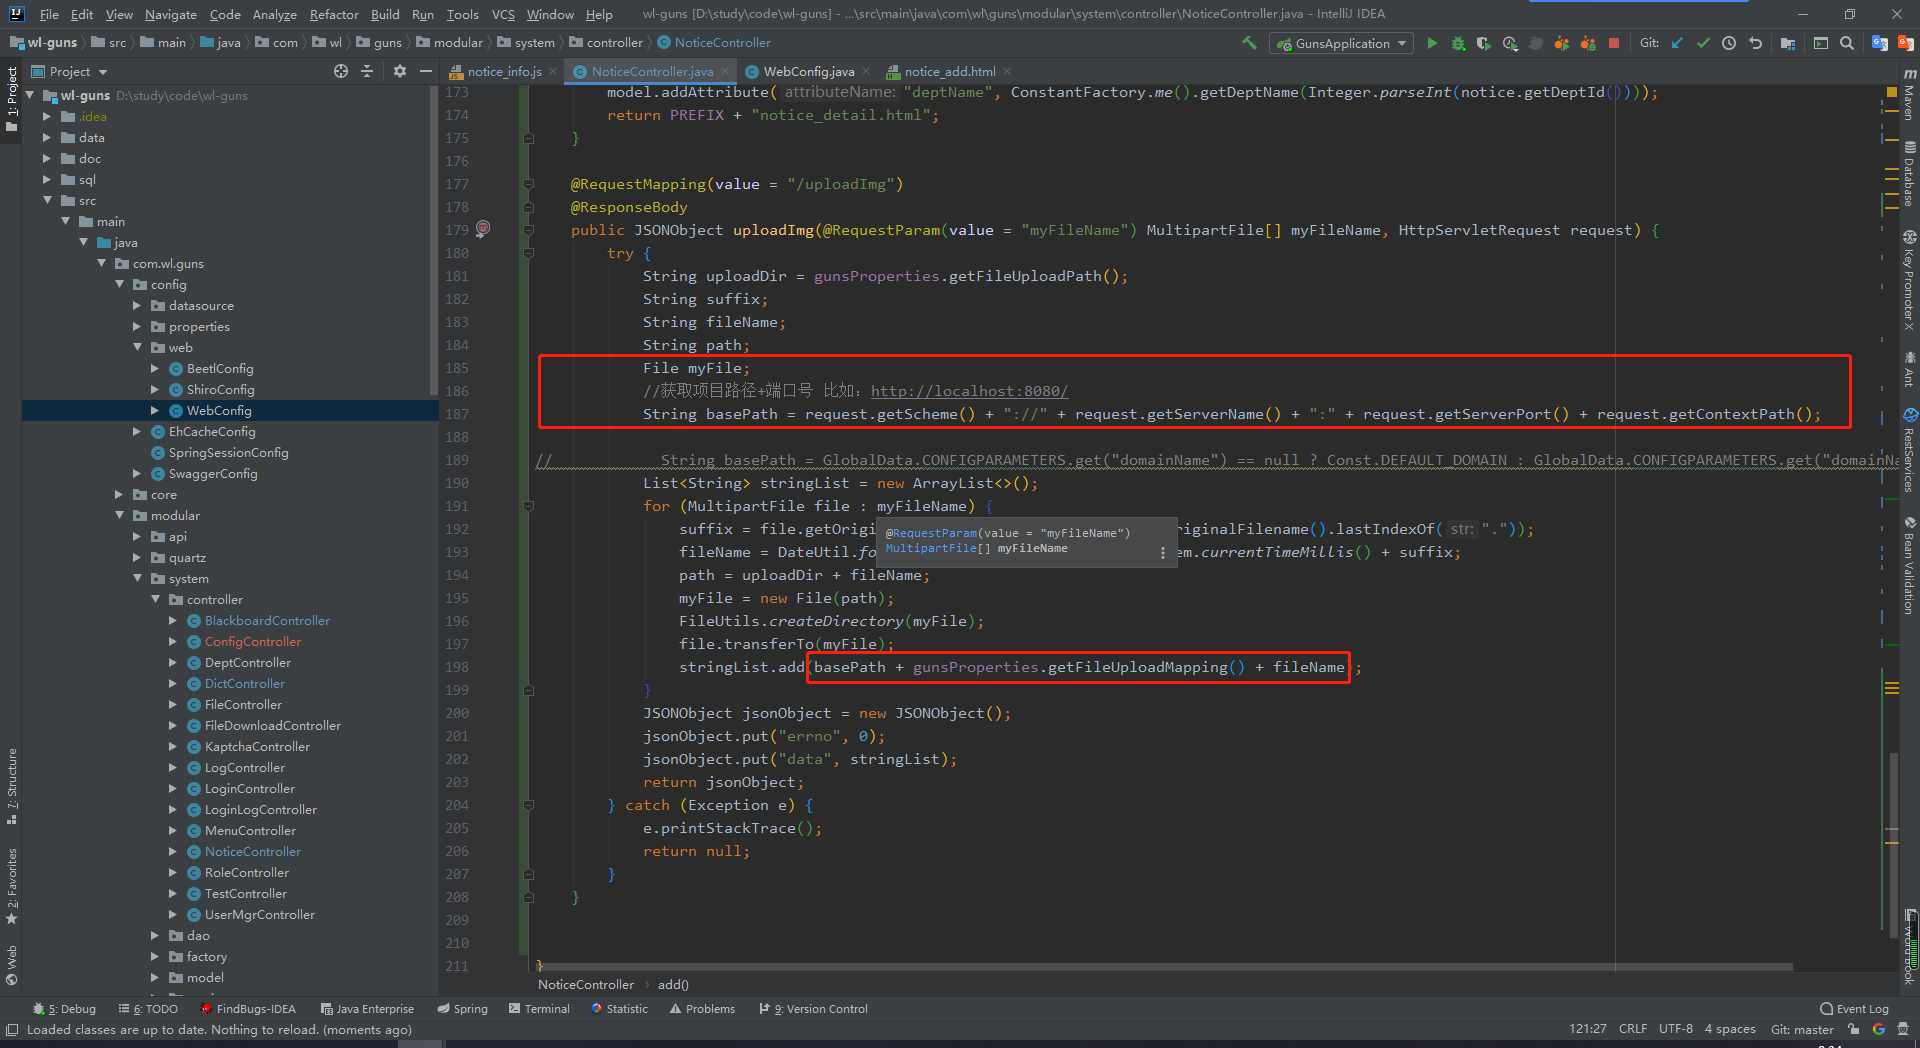 File Edit View Navigate Code Analyze Refactor Build Run Tools VCS Window Help wl-guns [D:\study\code\wl-guns] - ...\src\main\java\com\wl\guns\modular\system\controller\NoticeController.java - IntelliJ IDEA
wl-guns src main java com wl guns modular system controller NoticeController GunsApplication Git:
Project notice_info.js NoticeController.java WebConfig.java notice_add.html
1: Project
7: Structure
2: Favorites
Web
wl-guns D:\study\code\wl-guns
.idea
data
doc
sql
src
main
java
com.wl.guns
config
datasource
properties
web
BeetlConfig
ShiroConfig
WebConfig
EhCacheConfig
SpringSessionConfig
SwaggerConfig
core
modular
api
quartz
system
controller
BlackboardController
ConfigController
DeptController
DictController
FileController
FileDownloadController
KaptchaController
LogController
LoginController
LoginLogController
MenuController
NoticeController
RoleController
TestController
UserMgrController
dao
factory
model
173 model.addAttribute( attributeName: "deptName", ConstantFactory.me().getDeptName(Integer.parseInt(notice.getDeptId())));
174 return PREFIX + "notice_detail.html";
175 }
176
177 @RequestMapping(value = "/uploadImg")
178 @ResponseBody
179 public JSONObject uploadImg(@RequestParam(value = "myFileName") MultipartFile[] myFileName, HttpServletRequest request) {
180 try {
181 String uploadDir = gunsProperties.getFileUploadPath();
182 String suffix;
183 String fileName;
184 String path;
185 File myFile;
186 //获取项目路径+端口号 比如：http://localhost:8080/
187 String basePath = request.getScheme() + "://" + request.getServerName() + ":" + request.getServerPort() + request.getContextPath();
188
189 // String basePath = GlobalData.CONFIGPARAMETERS.get("domainName") == null ? Const.DEFAULT_DOMAIN : GlobalData.CONFIGPARAMETERS.get("domainNa
190 List<String> stringList = new ArrayList<>();
191 for (MultipartFile file : myFileName) {
192 suffix = file.getOrigi riginalFilename().lastIndexOf( str: "."));
193 fileName = DateUtil.fo em.currentTimeMillis() + suffix;
@RequestParam(value = "myFileName")
MultipartFile[] myFileName
194 path = uploadDir + fileName;
195 myFile = new File(path);
196 FileUtils.createDirectory(myFile);
197 file.transferTo(myFile);
198 stringList.add(basePath + gunsProperties.getFileUploadMapping() + fileName);
199 }
200 JSONObject jsonObject = new JSONObject();
201 jsonObject.put("errno", 0);
202 jsonObject.put("data", stringList);
203 return jsonObject;
204 } catch (Exception e) {
205 e.printStackTrace();
206 return null;
207 }
208 }
209
210
211 }
NoticeController add()
Maven
Database
Key Promoter X
Ant
RestServices
Bean Validation
Word Book
5: Debug 6: TODO FindBugs-IDEA Java Enterprise Spring Terminal Statistic Problems 9: Version Control Event Log
Loaded classes are up to date. Nothing to reload. (moments ago) 121:27 CRLF UTF-8 4 spaces Git: master